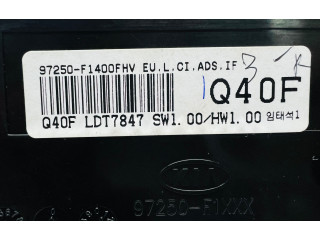 97250-F1400FHV EU.L.CI.ADS.IF
Q40F
Q40F LDT7847 SW1.00/HW1.00 임태석1
KIA
97250-F1XXX